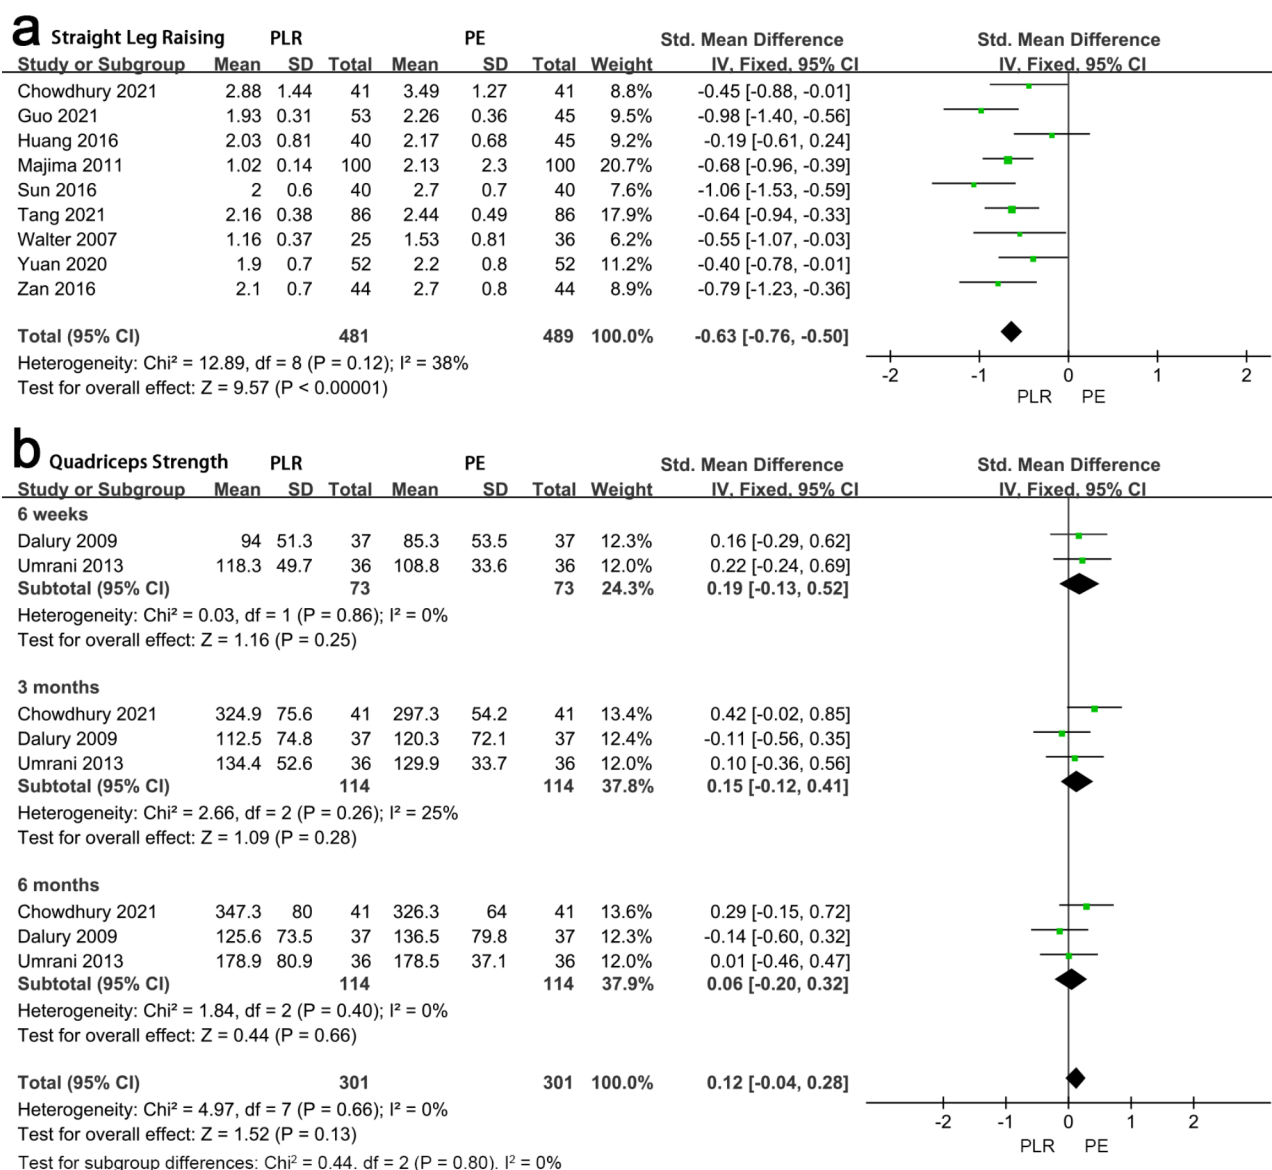 a Straight Leg Raising PLR PE Std. Mean Difference Std. Mean Difference
Study or Subgroup Mean SD Total Mean SD Total Weight IV, Fixed, 95% CI IV, Fixed, 95% CI
Chowdhury 2021 2.88 1.44 41 3.49 1.27 41 8.8% -0.45 [-0.88, -0.01]
Guo 2021 1.93 0.31 53 2.26 0.36 45 9.5% -0.98 [-1.40, -0.56]
Huang 2016 2.03 0.81 40 2.17 0.68 45 9.2% -0.19 [-0.61, 0.24]
Majima 2011 1.02 0.14 100 2.13 2.3 100 20.7% -0.68 [-0.96, -0.39]
Sun 2016 2 0.6 40 2.7 0.7 40 7.6% -1.06 [-1.53, -0.59]
Tang 2021 2.16 0.38 86 2.44 0.49 86 17.9% -0.64 [-0.94, -0.33]
Walter 2007 1.16 0.37 25 1.53 0.81 36 6.2% -0.55 [-1.07, -0.03]
Yuan 2020 1.9 0.7 52 2.2 0.8 52 11.2% -0.40 [-0.78, -0.01]
Zan 2016 2.1 0.7 44 2.7 0.8 44 8.9% -0.79 [-1.23, -0.36]
Total (95% CI) 481 489 100.0% -0.63 [-0.76, -0.50]
Heterogeneity: Chi² = 12.89, df = 8 (P = 0.12); I² = 38%
Test for overall effect: Z = 9.57 (P < 0.00001)
-2 -1 0 1 2
PLR PE
b Quadriceps Strength PLR PE Std. Mean Difference Std. Mean Difference
Study or Subgroup Mean SD Total Mean SD Total Weight IV, Fixed, 95% CI IV, Fixed, 95% CI
6 weeks
Dalury 2009 94 51.3 37 85.3 53.5 37 12.3% 0.16 [-0.29, 0.62]
Umrani 2013 118.3 49.7 36 108.8 33.6 36 12.0% 0.22 [-0.24, 0.69]
Subtotal (95% CI) 73 73 24.3% 0.19 [-0.13, 0.52]
Heterogeneity: Chi² = 0.03, df = 1 (P = 0.86); I² = 0%
Test for overall effect: Z = 1.16 (P = 0.25)
3 months
Chowdhury 2021 324.9 75.6 41 297.3 54.2 41 13.4% 0.42 [-0.02, 0.85]
Dalury 2009 112.5 74.8 37 120.3 72.1 37 12.4% -0.11 [-0.56, 0.35]
Umrani 2013 134.4 52.6 36 129.9 33.7 36 12.0% 0.10 [-0.36, 0.56]
Subtotal (95% CI) 114 114 37.8% 0.15 [-0.12, 0.41]
Heterogeneity: Chi² = 2.66, df = 2 (P = 0.26); I² = 25%
Test for overall effect: Z = 1.09 (P = 0.28)
6 months
Chowdhury 2021 347.3 80 41 326.3 64 41 13.6% 0.29 [-0.15, 0.72]
Dalury 2009 125.6 73.5 37 136.5 79.8 37 12.3% -0.14 [-0.60, 0.32]
Umrani 2013 178.9 80.9 36 178.5 37.1 36 12.0% 0.01 [-0.46, 0.47]
Subtotal (95% CI) 114 114 37.9% 0.06 [-0.20, 0.32]
Heterogeneity: Chi² = 1.84, df = 2 (P = 0.40); I² = 0%
Test for overall effect: Z = 0.44 (P = 0.66)
Total (95% CI) 301 301 100.0% 0.12 [-0.04, 0.28]
Heterogeneity: Chi² = 4.97, df = 7 (P = 0.66); I² = 0%
Test for overall effect: Z = 1.52 (P = 0.13)
-2 -1 0 1 2
PLR PE
Test for subgroup differences: Chi² = 0.44, df = 2 (P = 0.80), I² = 0%